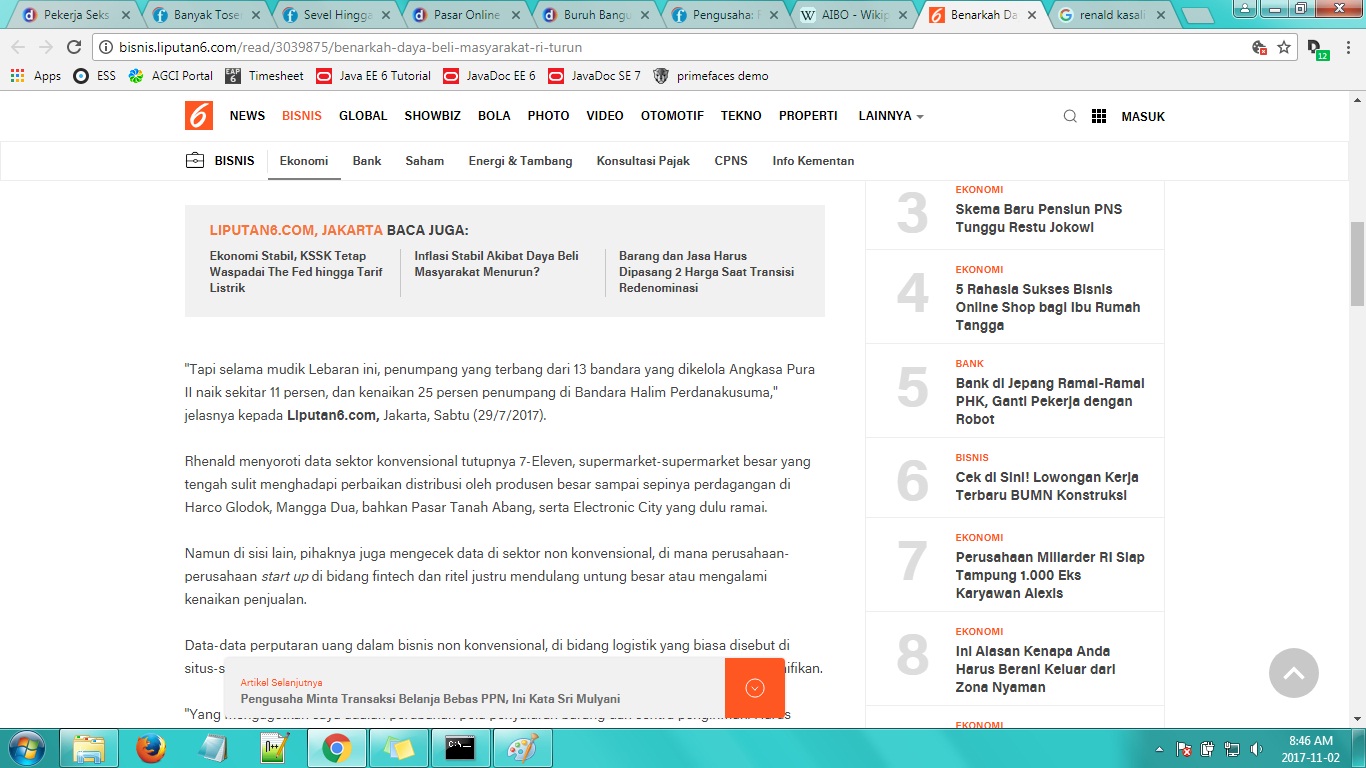 Pekerja Seks
Banyak Toser
Sevel Hingga
Pasar Online
Buruh Bangu
Pengusaha: 
AIBO - Wikip
Benarkah Da
renald kasali
bisnis.liputan6.com/read/3039875/benarkah-daya-beli-masyarakat-ri-turun
12
Apps
ESS
AGCI Portal
Timesheet
Java EE 6 Tutorial
JavaDoc EE 6
JavaDoc SE 7
primefaces demo
6 NEWS BISNIS GLOBAL SHOWBIZ BOLA PHOTO VIDEO OTOMOTIF TEKNO PROPERTI LAINNYA MASUK
BISNIS Ekonomi Bank Saham Energi & Tambang Konsultasi Pajak CPNS Info Kementan
LIPUTAN6.COM, JAKARTA BACA JUGA:
Ekonomi Stabil, KSSK Tetap
Waspadai The Fed hingga Tarif
Listrik
Inflasi Stabil Akibat Daya Beli
Masyarakat Menurun?
Barang dan Jasa Harus
Dipasang 2 Harga Saat Transisi
Redenominasi
"Tapi selama mudik Lebaran ini, penumpang yang terbang dari 13 bandara yang dikelola Angkasa Pura
II naik sekitar 11 persen, dan kenaikan 25 persen penumpang di Bandara Halim Perdanakusuma,"
jelasnya kepada Liputan6.com, Jakarta, Sabtu (29/7/2017).
Rhenald menyoroti data sektor konvensional tutupnya 7-Eleven, supermarket-supermarket besar yang
tengah sulit menghadapi perbaikan distribusi oleh produsen besar sampai sepinya perdagangan di
Harco Glodok, Mangga Dua, bahkan Pasar Tanah Abang, serta Electronic City yang dulu ramai.
Namun di sisi lain, pihaknya juga mengecek data di sektor non konvensional, di mana perusahaan-
perusahaan start up di bidang fintech dan ritel justru mendulang untung besar atau mengalami
kenaikan penjualan.
Data-data perputaran uang dalam bisnis non konvensional, di bidang logistik yang biasa disebut di
situs-s
Artikel Selanjutnya
Pengusaha Minta Transaksi Belanja Bebas PPN, Ini Kata Sri Mulyani
"Yang
3
EKONOMI
Skema Baru Pensiun PNS
Tunggu Restu Jokowi
4
EKONOMI
5 Rahasia Sukses Bisnis
Online Shop bagi Ibu Rumah
Tangga
5
BANK
Bank di Jepang Ramai-Ramai
PHK, Ganti Pekerja dengan
Robot
6
BISNIS
Cek di Sini! Lowongan Kerja
Terbaru BUMN Konstruksi
7
EKONOMI
Perusahaan Miliarder RI Siap
Tampung 1.000 Eks
Karyawan Alexis
8
EKONOMI
Ini Alasan Kenapa Anda
Harus Berani Keluar dari
Zona Nyaman
EKONOMI
8:46 AM
2017-11-02